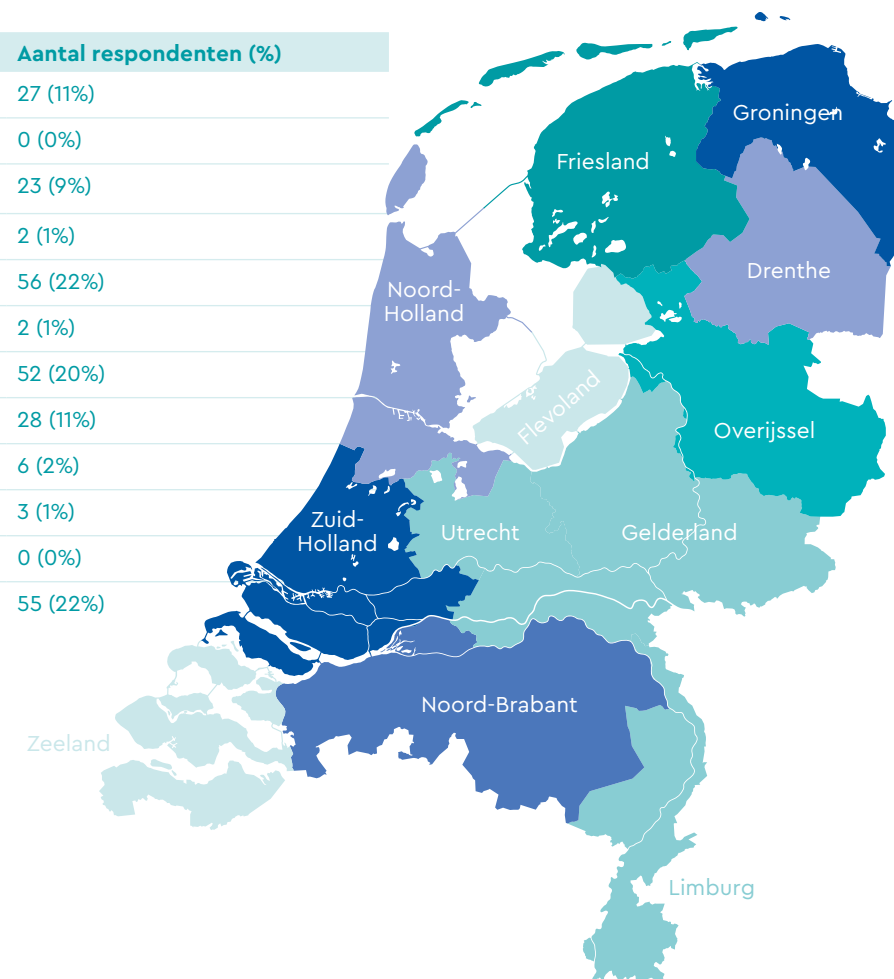 Aantal respondenten (%)
27 (11%)
0 (0%)
23 (9%)
2 (1%)
56 (22%)
2 (1%)
52 (20%)
28 (11%)
6 (2%)
3 (1%)
0 (0%)
55 (22%)
Groningen
Friesland
Drenthe
Noord-
Holland
Flevoland
Overijssel
Zuid-
Holland
Utrecht
Gelderland
Noord-Brabant
Zeeland
Limburg